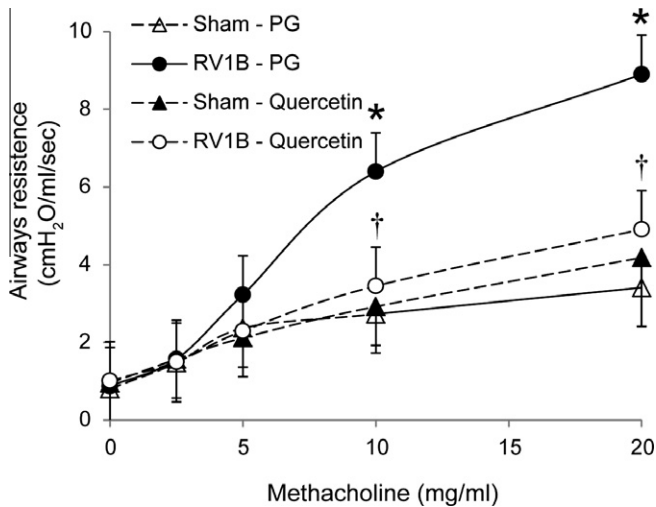 Sham - PG
RV1B - PG
Sham - Quercetin
RV1B - Quercetin
Airways resistence
(cmH₂O/ml/sec)
10
8
6
4
2
0
*
*
†
†
0
5
10
15
20
Methacholine (mg/ml)